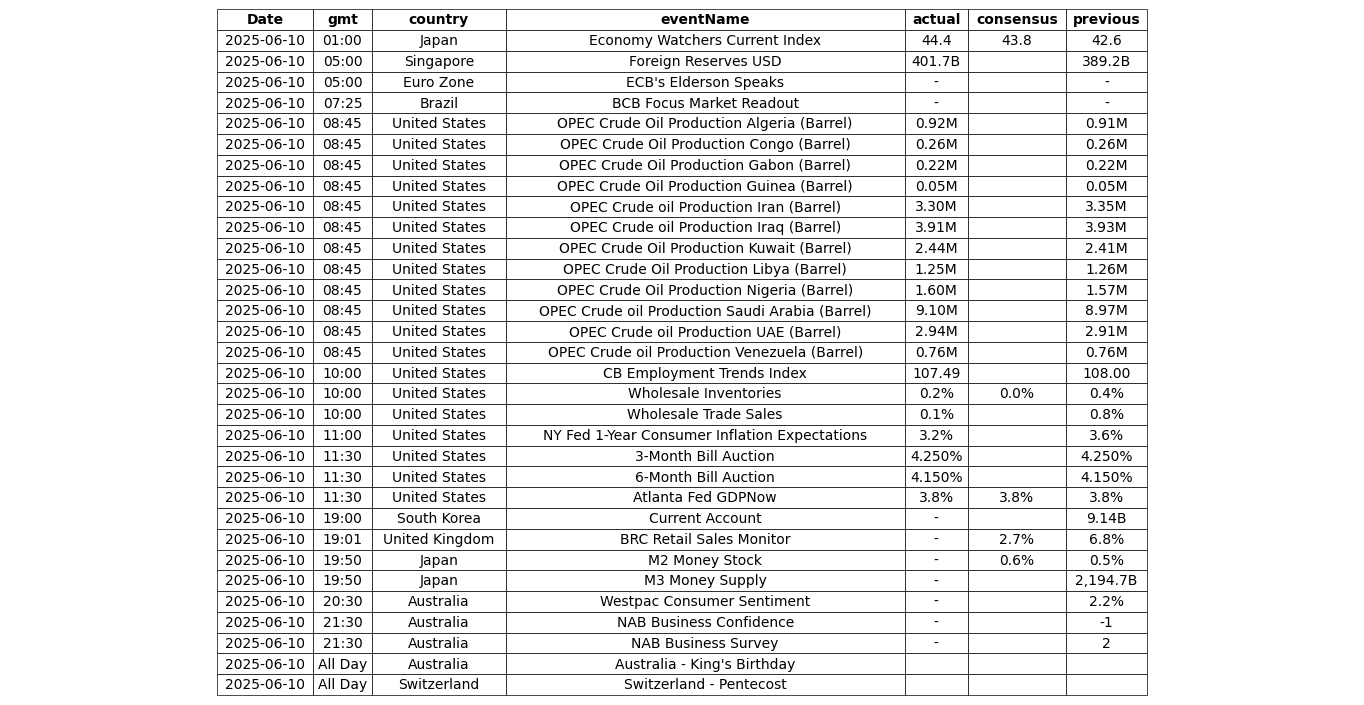 Date gmt country eventName actual consensus previous
2025-06-10 01:00 Japan Economy Watchers Current Index 44.4 43.8 42.6
2025-06-10 05:00 Singapore Foreign Reserves USD 401.7B 389.2B
2025-06-10 05:00 Euro Zone ECB's Elderson Speaks - -
2025-06-10 07:25 Brazil BCB Focus Market Readout - -
2025-06-10 08:45 United States OPEC Crude Oil Production Algeria (Barrel) 0.92M 0.91M
2025-06-10 08:45 United States OPEC Crude Oil Production Congo (Barrel) 0.26M 0.26M
2025-06-10 08:45 United States OPEC Crude Oil Production Gabon (Barrel) 0.22M 0.22M
2025-06-10 08:45 United States OPEC Crude Oil Production Guinea (Barrel) 0.05M 0.05M
2025-06-10 08:45 United States OPEC Crude oil Production Iran (Barrel) 3.30M 3.35M
2025-06-10 08:45 United States OPEC Crude oil Production Iraq (Barrel) 3.91M 3.93M
2025-06-10 08:45 United States OPEC Crude Oil Production Kuwait (Barrel) 2.44M 2.41M
2025-06-10 08:45 United States OPEC Crude Oil Production Libya (Barrel) 1.25M 1.26M
2025-06-10 08:45 United States OPEC Crude Oil Production Nigeria (Barrel) 1.60M 1.57M
2025-06-10 08:45 United States OPEC Crude oil Production Saudi Arabia (Barrel) 9.10M 8.97M
2025-06-10 08:45 United States OPEC Crude oil Production UAE (Barrel) 2.94M 2.91M
2025-06-10 08:45 United States OPEC Crude oil Production Venezuela (Barrel) 0.76M 0.76M
2025-06-10 10:00 United States CB Employment Trends Index 107.49 108.00
2025-06-10 10:00 United States Wholesale Inventories 0.2% 0.0% 0.4%
2025-06-10 10:00 United States Wholesale Trade Sales 0.1% 0.8%
2025-06-10 11:00 United States NY Fed 1-Year Consumer Inflation Expectations 3.2% 3.6%
2025-06-10 11:30 United States 3-Month Bill Auction 4.250% 4.250%
2025-06-10 11:30 United States 6-Month Bill Auction 4.150% 4.150%
2025-06-10 11:30 United States Atlanta Fed GDPNow 3.8% 3.8% 3.8%
2025-06-10 19:00 South Korea Current Account - 9.14B
2025-06-10 19:01 United Kingdom BRC Retail Sales Monitor - 2.7% 6.8%
2025-06-10 19:50 Japan M2 Money Stock - 0.6% 0.5%
2025-06-10 19:50 Japan M3 Money Supply - 2,194.7B
2025-06-10 20:30 Australia Westpac Consumer Sentiment - 2.2%
2025-06-10 21:30 Australia NAB Business Confidence - -1
2025-06-10 21:30 Australia NAB Business Survey - 2
2025-06-10 All Day Australia Australia - King's Birthday
2025-06-10 All Day Switzerland Switzerland - Pentecost